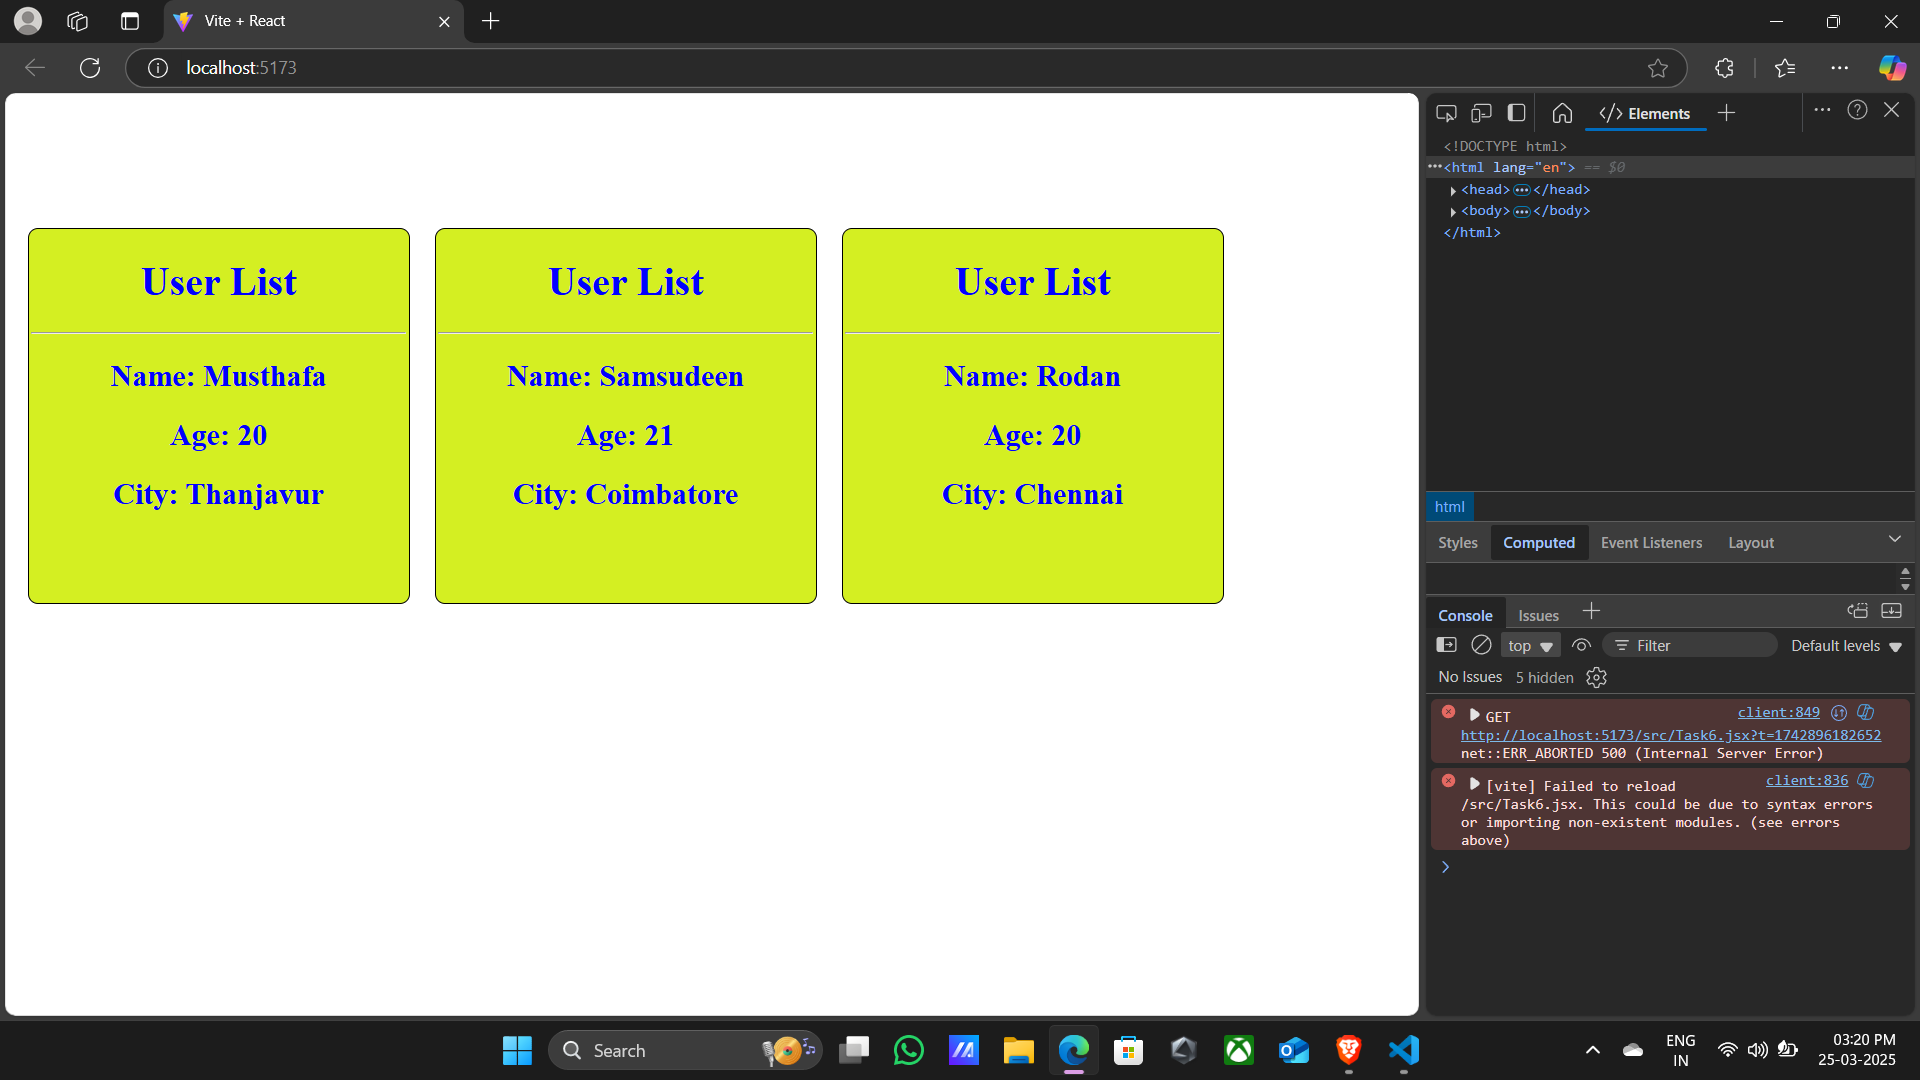 Vite + React
localhost:5173
User List
Name: Musthafa
Age: 20
City: Thanjavur
User List
Name: Samsudeen
Age: 21
City: Coimbatore
User List
Name: Rodan
Age: 20
City: Chennai
Elements
<!DOCTYPE html>
<html lang="en"> == $0
<head> ••• </head>
<body> ••• </body>
</html>
html
Styles Computed Event Listeners Layout
Console Issues
top Filter Default levels
No Issues 5 hidden
GET client:849
http://localhost:5173/src/Task6.jsx?t=1742896182652
net::ERR_ABORTED 500 (Internal Server Error)
[vite] Failed to reload client:836
/src/Task6.jsx. This could be due to syntax errors
or importing non-existent modules. (see errors
above)
Search
ENG
IN
03:20 PM
25-03-2025